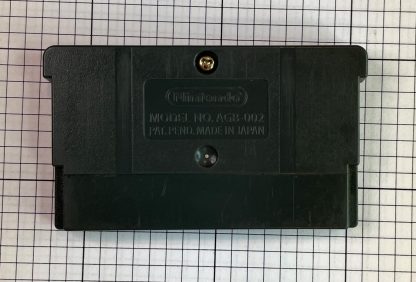 Nintendo
MODEL NO. AGB-002
PAT. PEND. MADE IN JAPAN